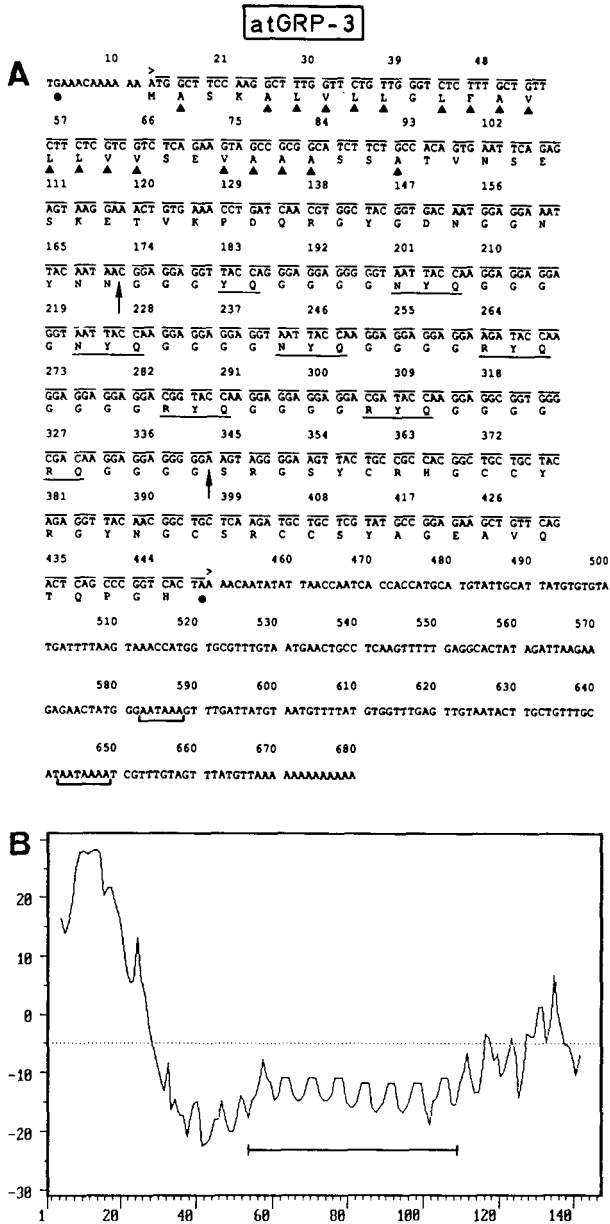 atGRP-3
A
10 > 21 30 39 48
TGAAACAAAA AA ATG GCT TCC AAG GCT TTG GTT CTG TTG GGT CTC TTT GCT GTT
M A S K A L V L L G L F A V
57 66 75 84 93 102
CTT CTC GTC GTC TCA GAA GTA GCC GCG GCA TCT TCT GCC ACA GTG AAT TCA GAG
L L V V S E V A A A S S A T V N S E
111 120 129 138 147 156
AGT AAG GAA ACT GTG AAA CCT GAT CAA CGT GGC TAC GGT GAC AAT GGA GGA AAT
S K E T V K P D Q R G Y G D N G G N
165 174 183 192 201 210
TAC AAT AAC GGA GGA GGT TAC CAG GGA GGA GGG GGT AAT TAC CAA GGA GGG GGA
Y N N G G G Y Q G G G G N Y Q G G G
219 228 237 246 255 264
GGT AAT TAC CAA GGA GGA GGA GGT AAT TAC CAA GGA GGG GGA GGA AGA TAC CAA
G N Y Q G G G G N Y Q G G G G R Y Q
273 282 291 300 309 318
GGA GGA GGA GGA CGG TAC CAA GGA GGA GGA GGA CGA TAC CAA GGA GGC GGT GGG
G G G G R Y Q G G G G R Y Q G G G G
327 336 345 354 363 372
CGA CAA GGA GGA GGG GGA AGT AGG GGA AGT TAC TGC CGC CAC GGC TGC TGC TAC
R Q G G G G S R G S Y C R H G C C Y
381 390 399 408 417 426
AGA GGT TAC AAC GGC TGC TCA AGA TGC TGC TCG TAT GCC GGA GAA GCT GTT CAG
R G Y N G C S R C C S Y A G E A V Q
435 444 > 460 470 480 490 500
ACT CAG CCC GGT CAC TAA AACAATATAT TAACCAATCA CCACCATGCA TGTATTGCAT TATGTGTGTA
T Q P G H
510 520 530 540 550 560 570
TGATTTTAAG TAAACCATGG TGCGTTTGTA ATGAACTGCC TCAAGTTTTT GAGGCACTAT AGATTAAGAA
580 590 600 610 620 630 640
GAGAACTATG GGAATAAAGT TTGATTATGT AATGTTTTAT GTGGTTTGAG TTGTAATACT TGCTGTTTGC
650 660 670 680
ATAATAAAAT CGTTTGTAGT TTATGTTAAA AAAAAAAAAA
B
20
10
0
-10
-20
-30
1 20 40 60 80 100 120 140